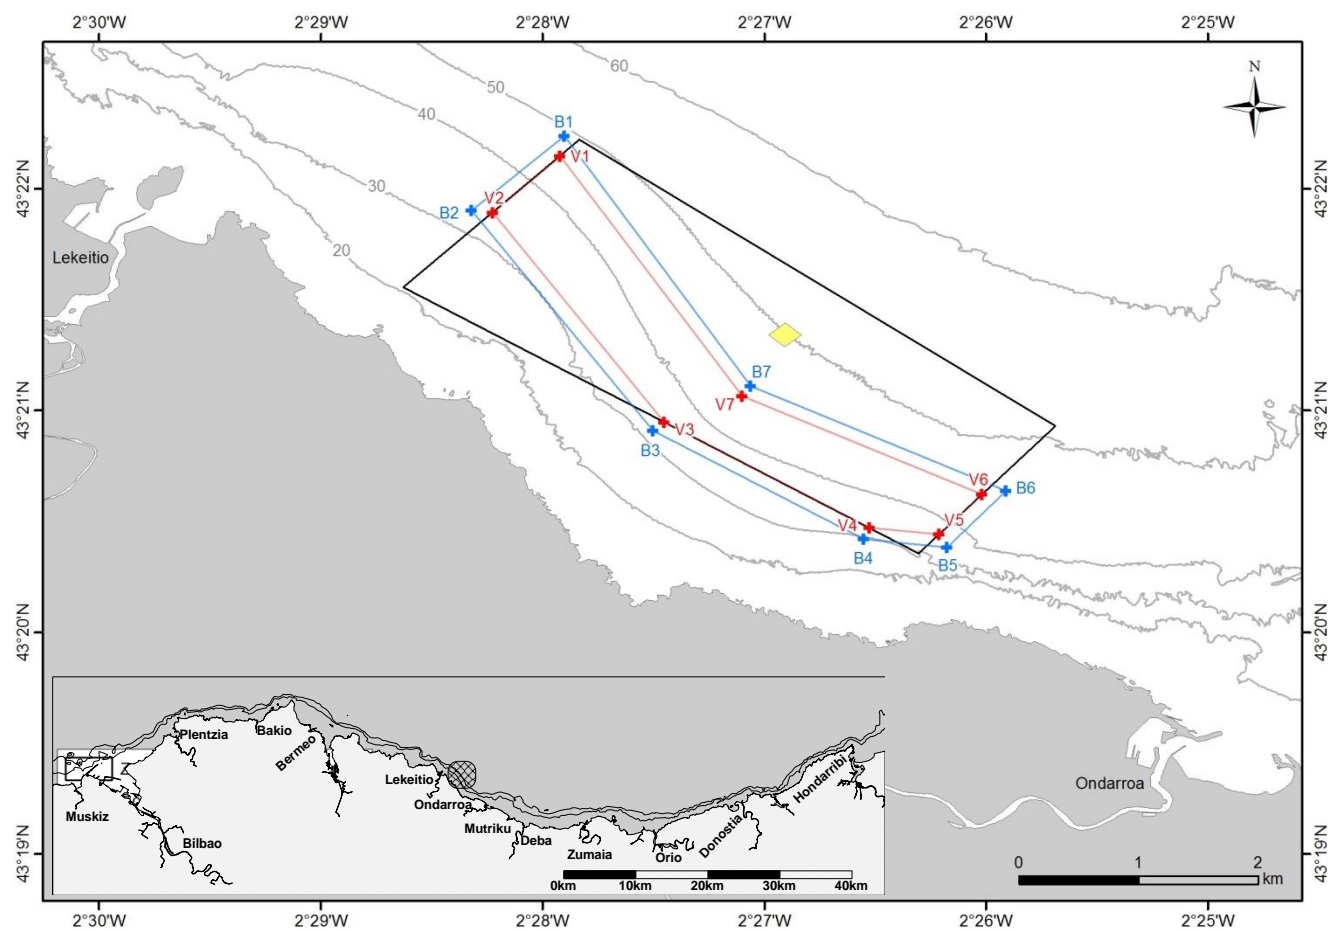 2°30'W 2°29'W 2°28'W 2°27'W 2°26'W 2°25'W
60
N
50
40
B1
V1
43°22'N
43°22'N
30
V2
B2
20
Lekeitio
B7
V7
43°21'N
43°21'N
V3
B3
V6
B6
V5
V4
B4
B5
43°20'N
43°20'N
Plentzia
Bakio
Bermeo
Lekeitio
Ondarroa
Hondarribi
Muskiz
Mutriku
Deba
Donostia
Bilbao
Zumaia
Orio
0km 10km 20km 30km 40km
Ondarroa
43°19'N
43°19'N
0 1 2
km
2°30'W 2°29'W 2°28'W 2°27'W 2°26'W 2°25'W